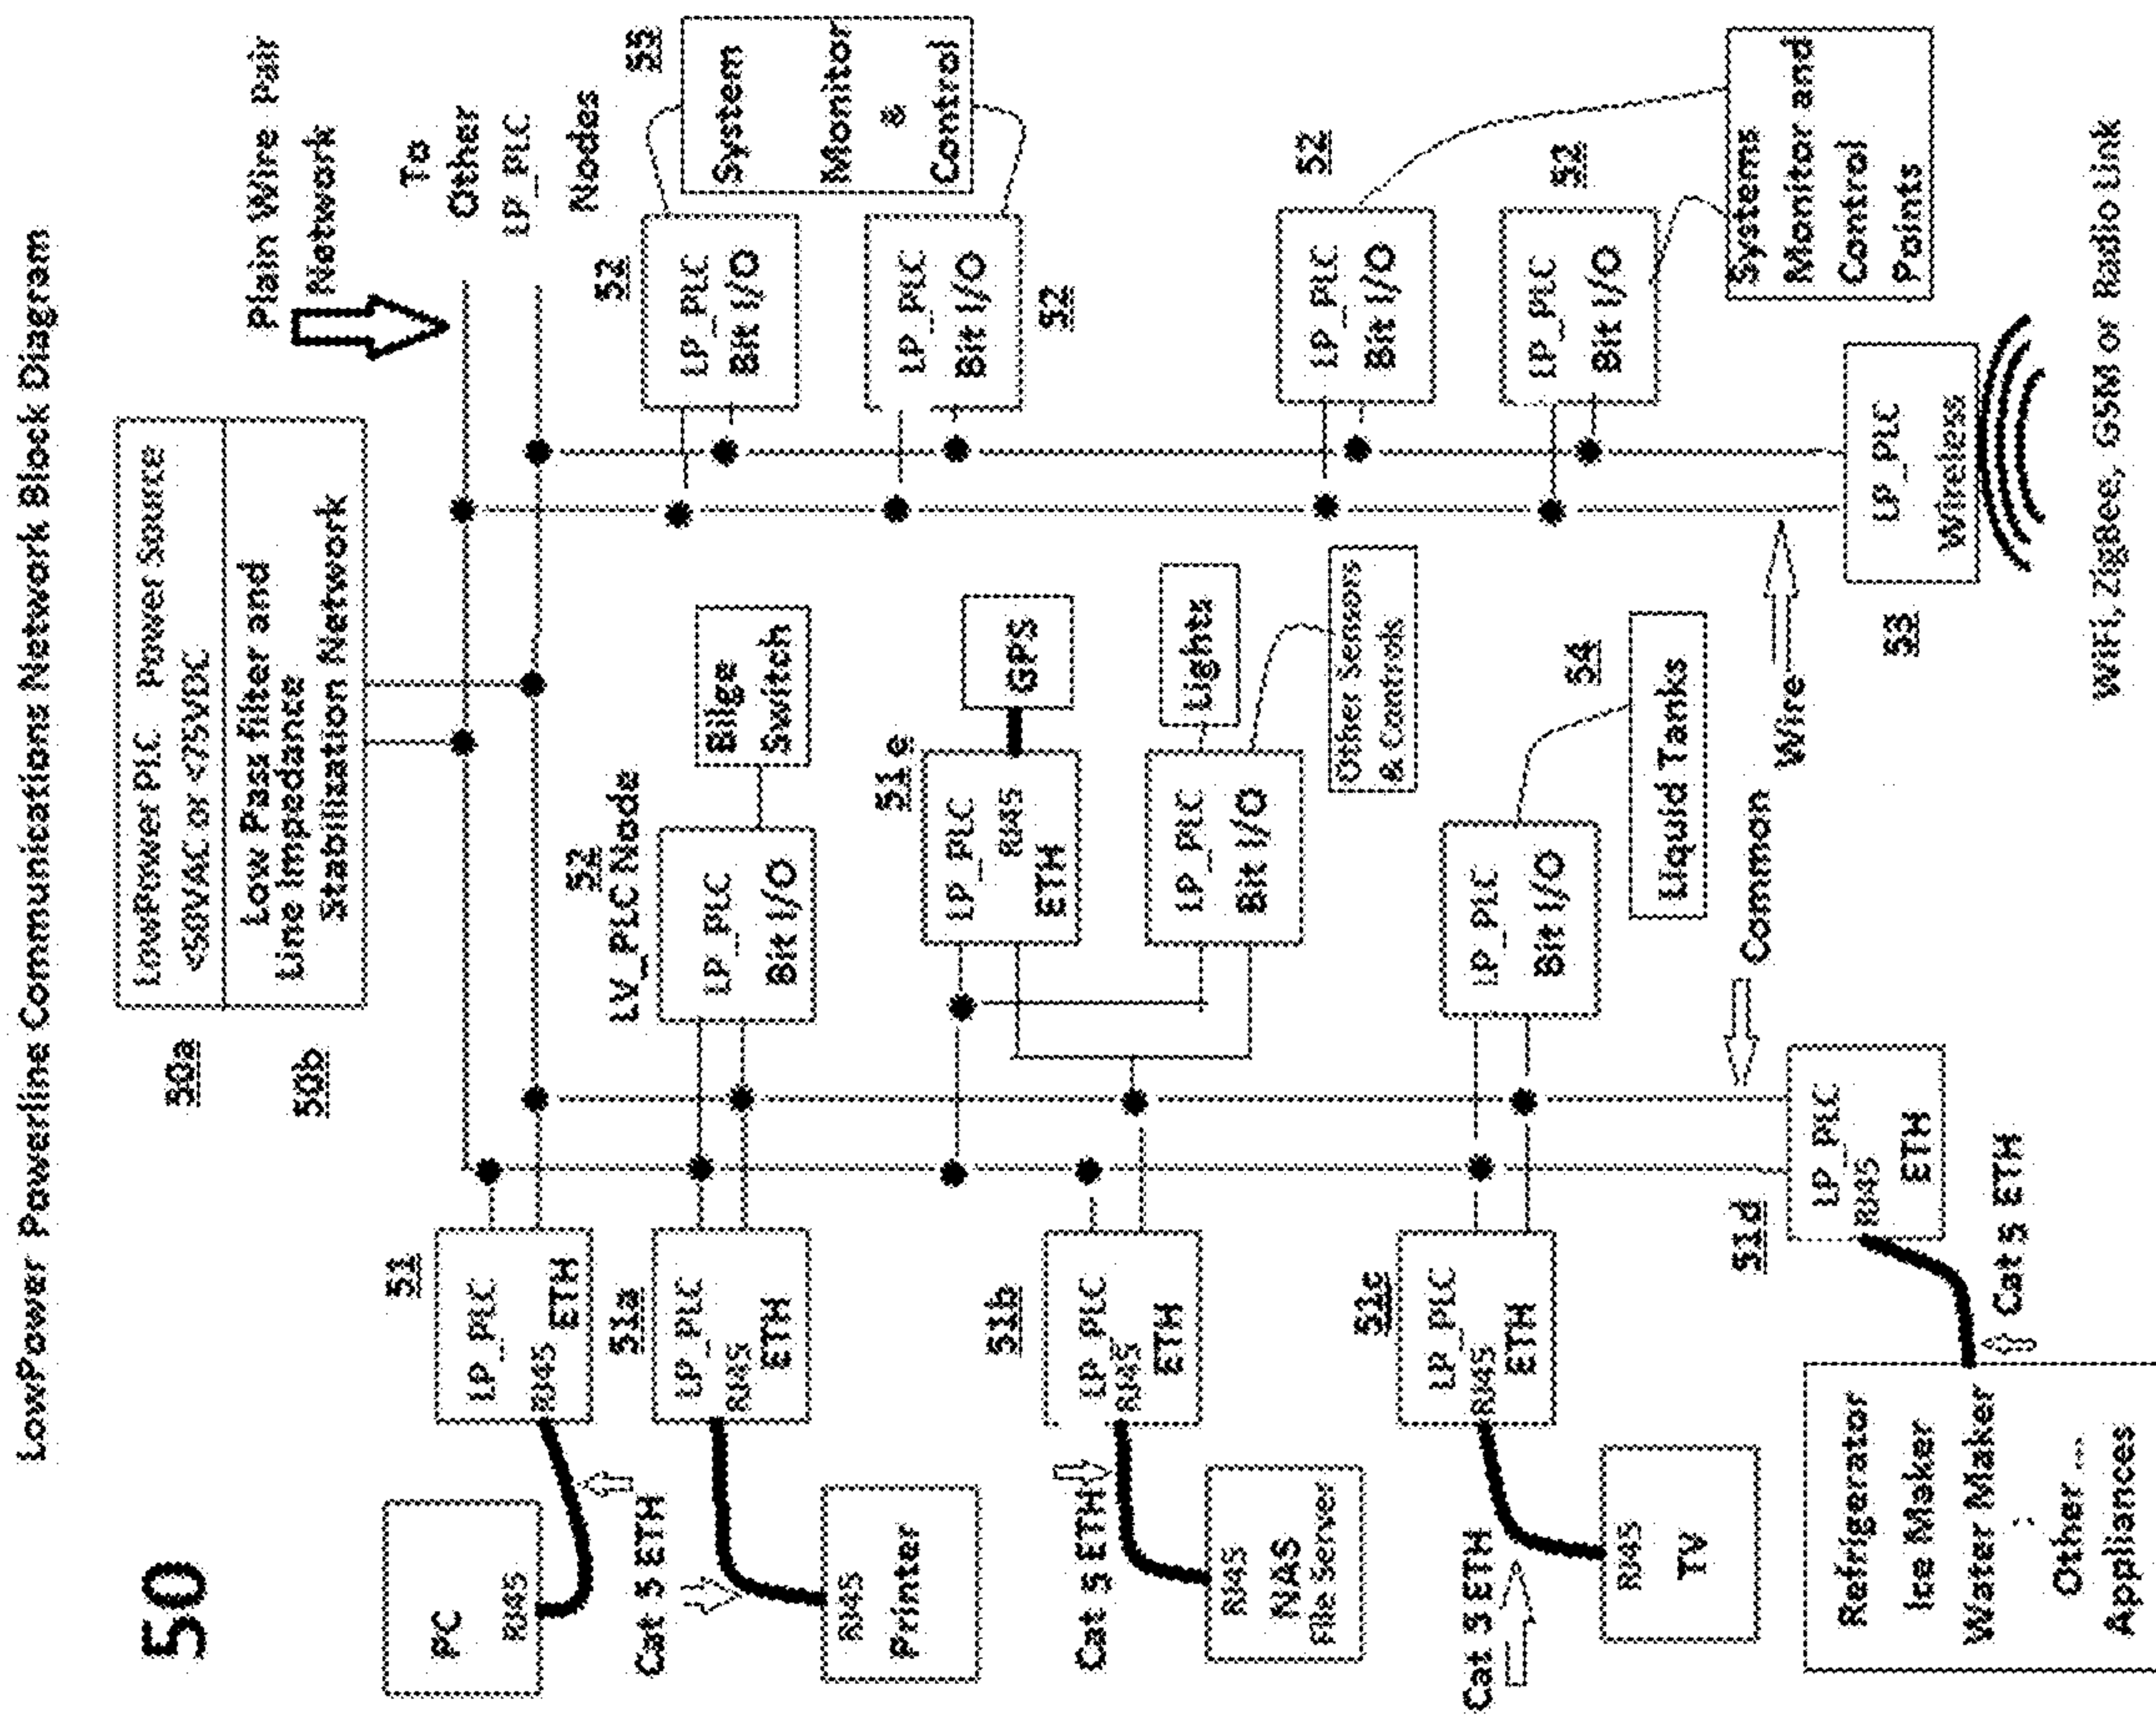 LowPower Powerline Communications Network Block Diagram
50
50a
LowPower PLC Power Source
<50VAC or <75VDC
50b
Low Pass filter and
Line Impedance
Stabilization Network
Plain Wire Pair
Network
To
Other
LP_PLC
Nodes
PC
RJ45
Cat 5 ETH
51
LP_PLC
RJ45
ETH
51a
LP_PLC
RJ45
ETH
RJ45
Printer
52
LV_PLC Node
LP_PLC
Bit I/O
Bilge
Switch
52
LP_PLC
Bit I/O
LP_PLC
Bit I/O
52
55
System
Monitor
&
Control
Cat 5 ETH
51b
LP_PLC
RJ45
ETH
RJ45
NAS
File Server
51e
LP_PLC
RJ45
ETH
GPS
LP_PLC
Bit I/O
Lights
Other Sensors
& Controls
52
LP_PLC
Bit I/O
52
LP_PLC
Bit I/O
Systems
Monitor and
Control
Points
Cat 5 ETH
51c
LP_PLC
RJ45
ETH
RJ45
TV
LP_PLC
Bit I/O
54
Liquid Tanks
Common
Wire
51d
LP_PLC
RJ45
ETH
Cat 5 ETH
Refrigerator
Ice Maker
Water Maker
:
Other ...
Appliances
53
LP_PLC
Wireless
WiFi, ZigBee, GSM or Radio Link